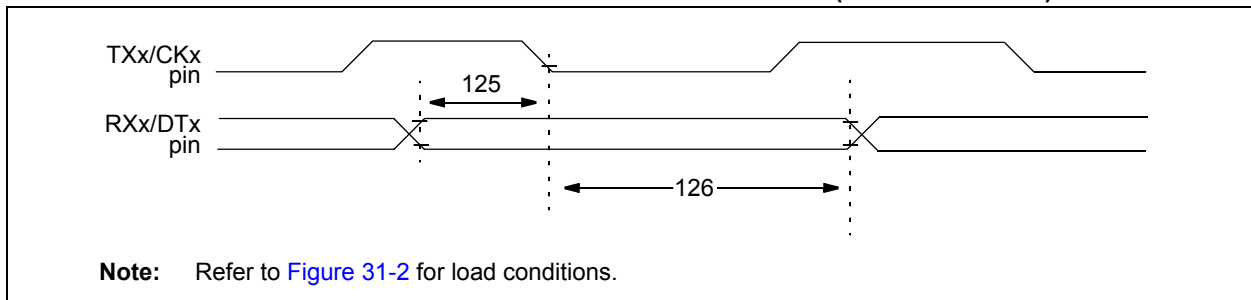 TXx/CKx
pin
125
RXx/DTx
pin
126
Note: Refer to Figure 31-2 for load conditions.